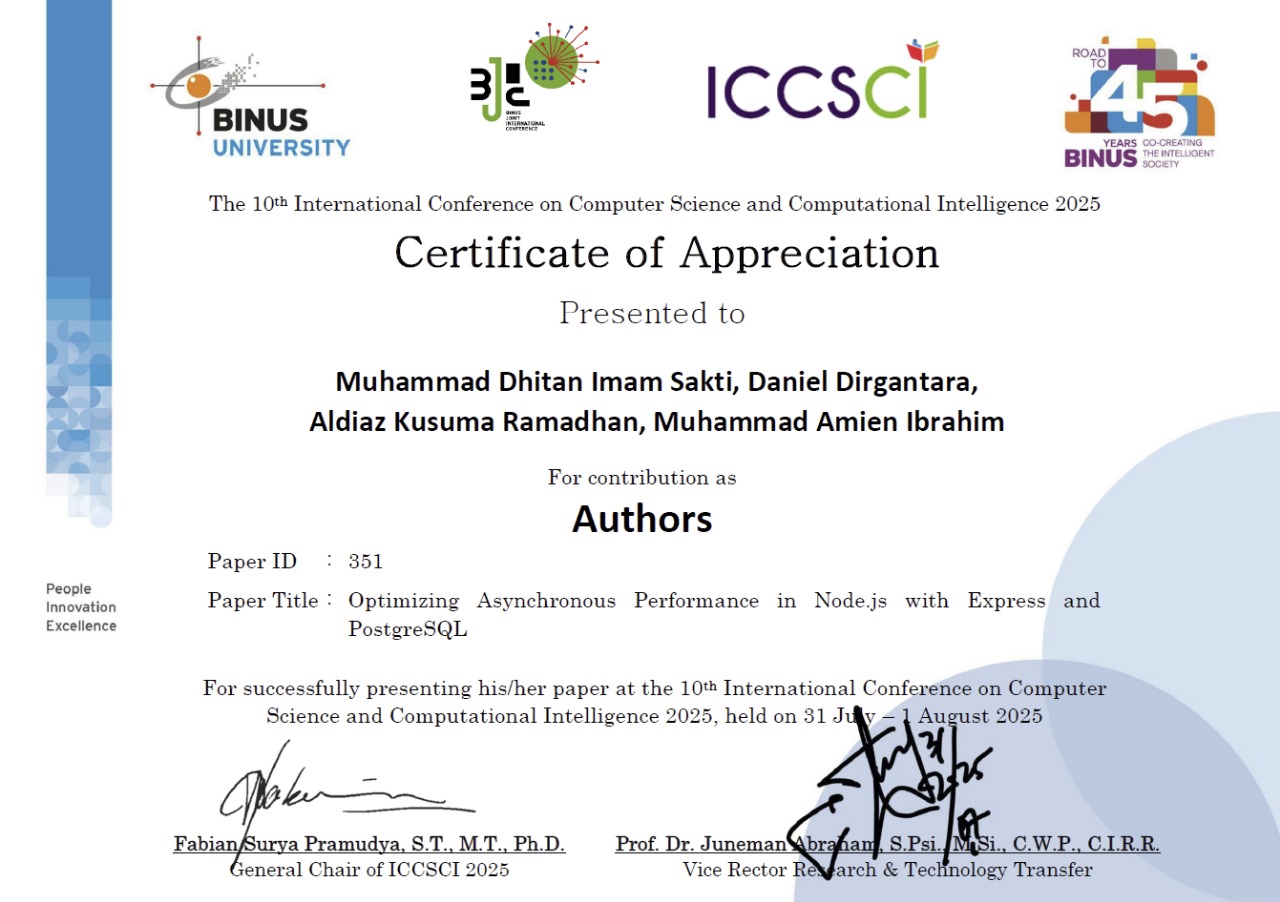 BINUS
UNIVERSITY
BJIC
BINUS
JOINT
INTERNATIONAL
CONFERENCE
ICCSCI
ROAD
TO
45
YEARS
BINUS
CO-CREATING
THE INTELLIGENT
SOCIETY
The 10th International Conference on Computer Science and Computational Intelligence 2025
Certificate of Appreciation
Presented to
Muhammad Dhitan Imam Sakti, Daniel Dirgantara,
Aldiaz Kusuma Ramadhan, Muhammad Amien Ibrahim
For contribution as
Authors
Paper ID : 351
Paper Title : Optimizing Asynchronous Performance in Node.js with Express and
PostgreSQL
People
Innovation
Excellence
For successfully presenting his/her paper at the 10th International Conference on Computer
Science and Computational Intelligence 2025, held on 31 July – 1 August 2025
Fabian Surya Pramudya, S.T., M.T., Ph.D.
General Chair of ICCSCI 2025
Prof. Dr. Juneman Abraham, S.Psi., M.Si., C.W.P., C.I.R.R.
Vice Rector Research & Technology Transfer